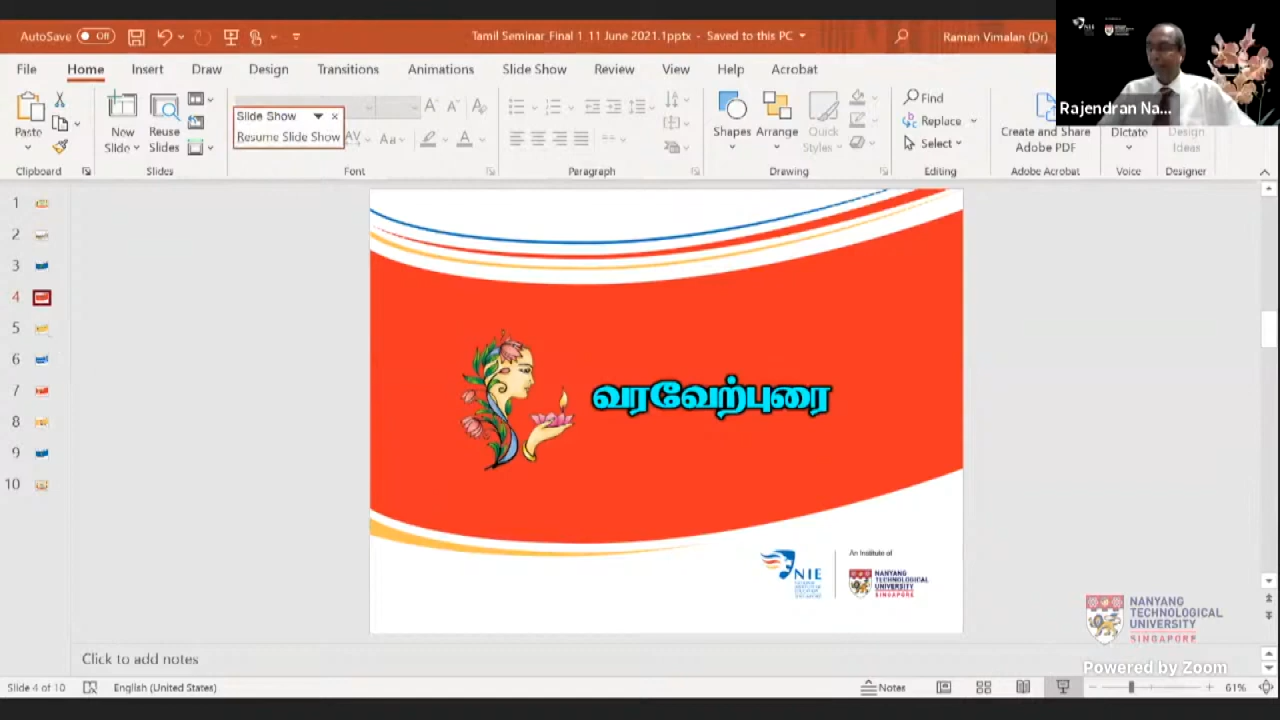 AutoSave Off
Tamil Seminar Final 1 11 June 2021.1pptx - Saved to this PC
Raman Vimalan (Dr)
File Home Insert Draw Design Transitions Animations Slide Show Review View Help Acrobat
Slide Show
Resume Slide Show
Paste
New Slide
Reuse Slides
Aa
Shapes
Arrange
Quick Styles
Find
Replace
Select
Create and Share
Adobe PDF
Dictate
Design
Ideas
Clipboard Slides Font Paragraph Drawing Editing Adobe Acrobat Voice Designer
Rajendran Na...
1
2
3
4
5
6
7
8
9
10
வரவேற்புரை
NIE
An Institute of
NANYANG
TECHNOLOGICAL
UNIVERSITY
SINGAPORE
NANYANG
TECHNOLOGICAL
UNIVERSITY
SINGAPORE
Powered by Zoom
Click to add notes
Slide 4 of 10 English (United States) Notes 61%